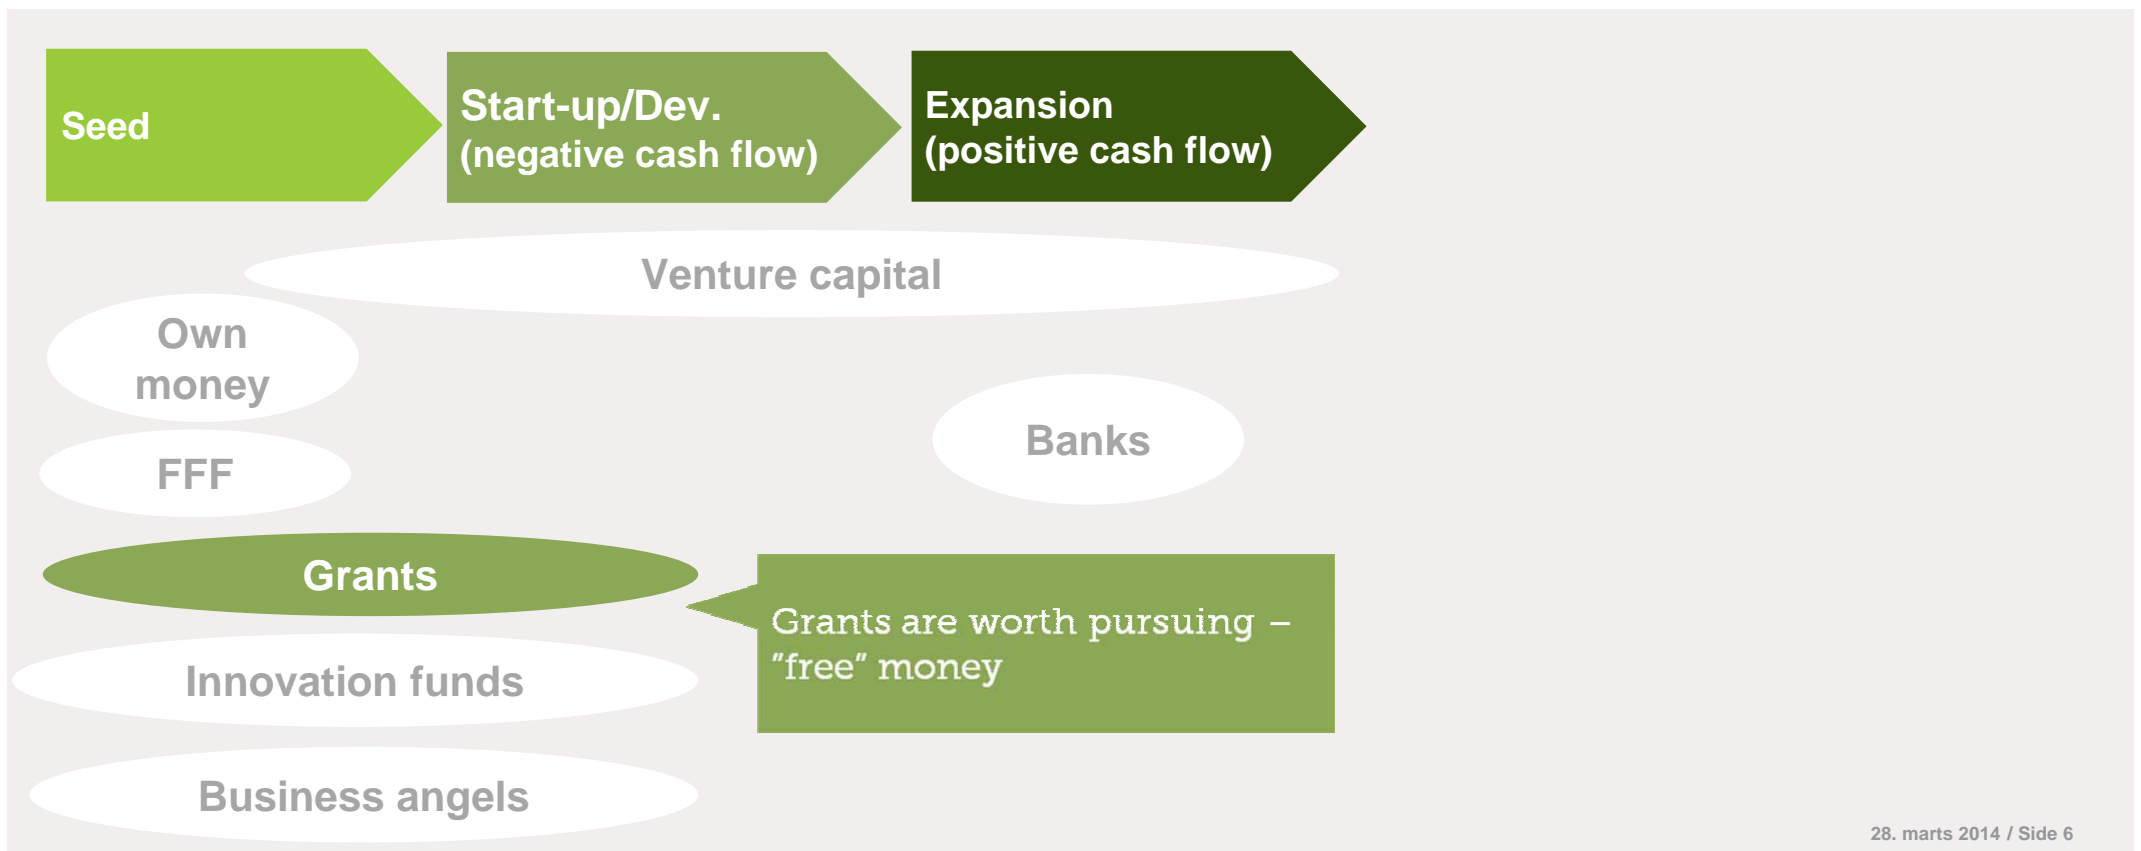 Seed
Start-up/Dev.
(negative cash flow)
Expansion
(positive cash flow)
Venture capital
Own
money
Banks
FFF
Grants
Grants are worth pursuing –
"free" money
Innovation funds
Business angels
28. marts 2014 / Side 6